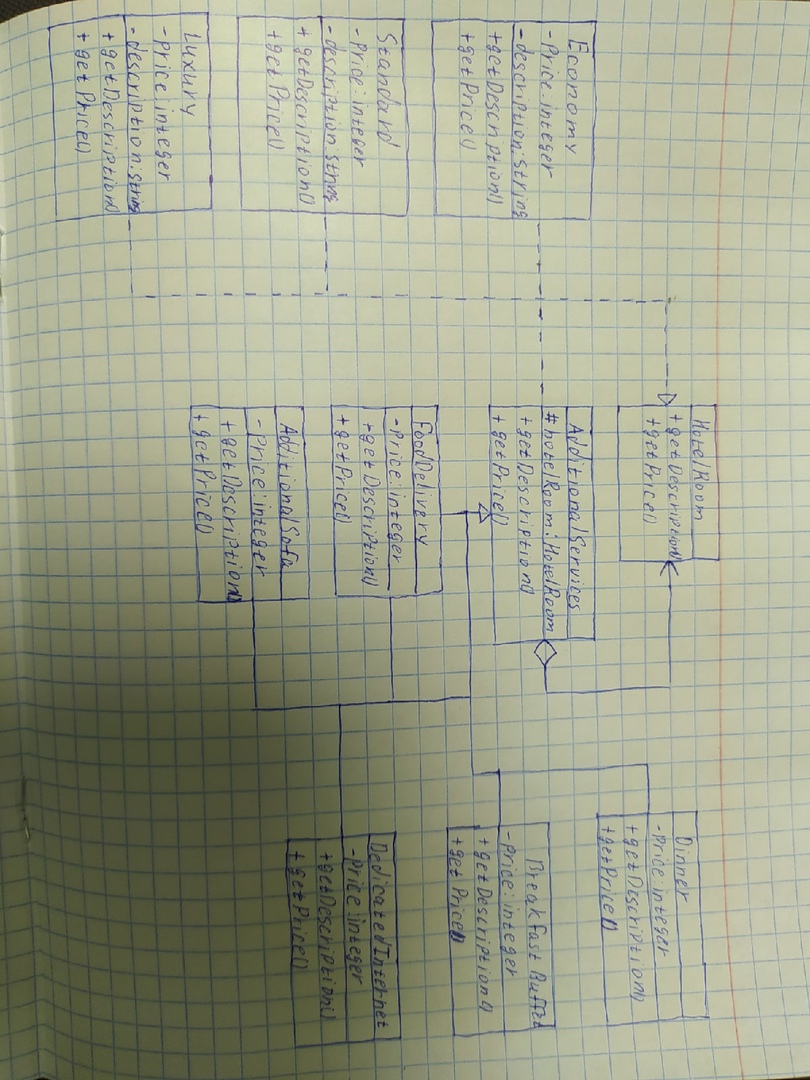 HotelRoom
+getDescription()
+getPrice()
AdditionalServices
#hotelRoom:HotelRoom
+getDescription()
+getPrice()
FoodDelivery
-Price:integer
+getDescription()
+getPrice()
AdditionalSofa
-Price:integer
+getDescription()
+getPrice()
Economy
-Price:integer
-description:string
+getDescription()
+getPrice()
Standard
-Price:integer
-description:string
+getDescription()
+getPrice()
Luxury
-Price:integer
-description:string
+getDescription()
+getPrice()
Dinner
-Price:integer
+getDescription()
+getPrice()
Breakfast Buffet
-Price:integer
+getDescription()
+getPrice()
DedicatedInternet
-Price:integer
+getDescription()
+getPrice()